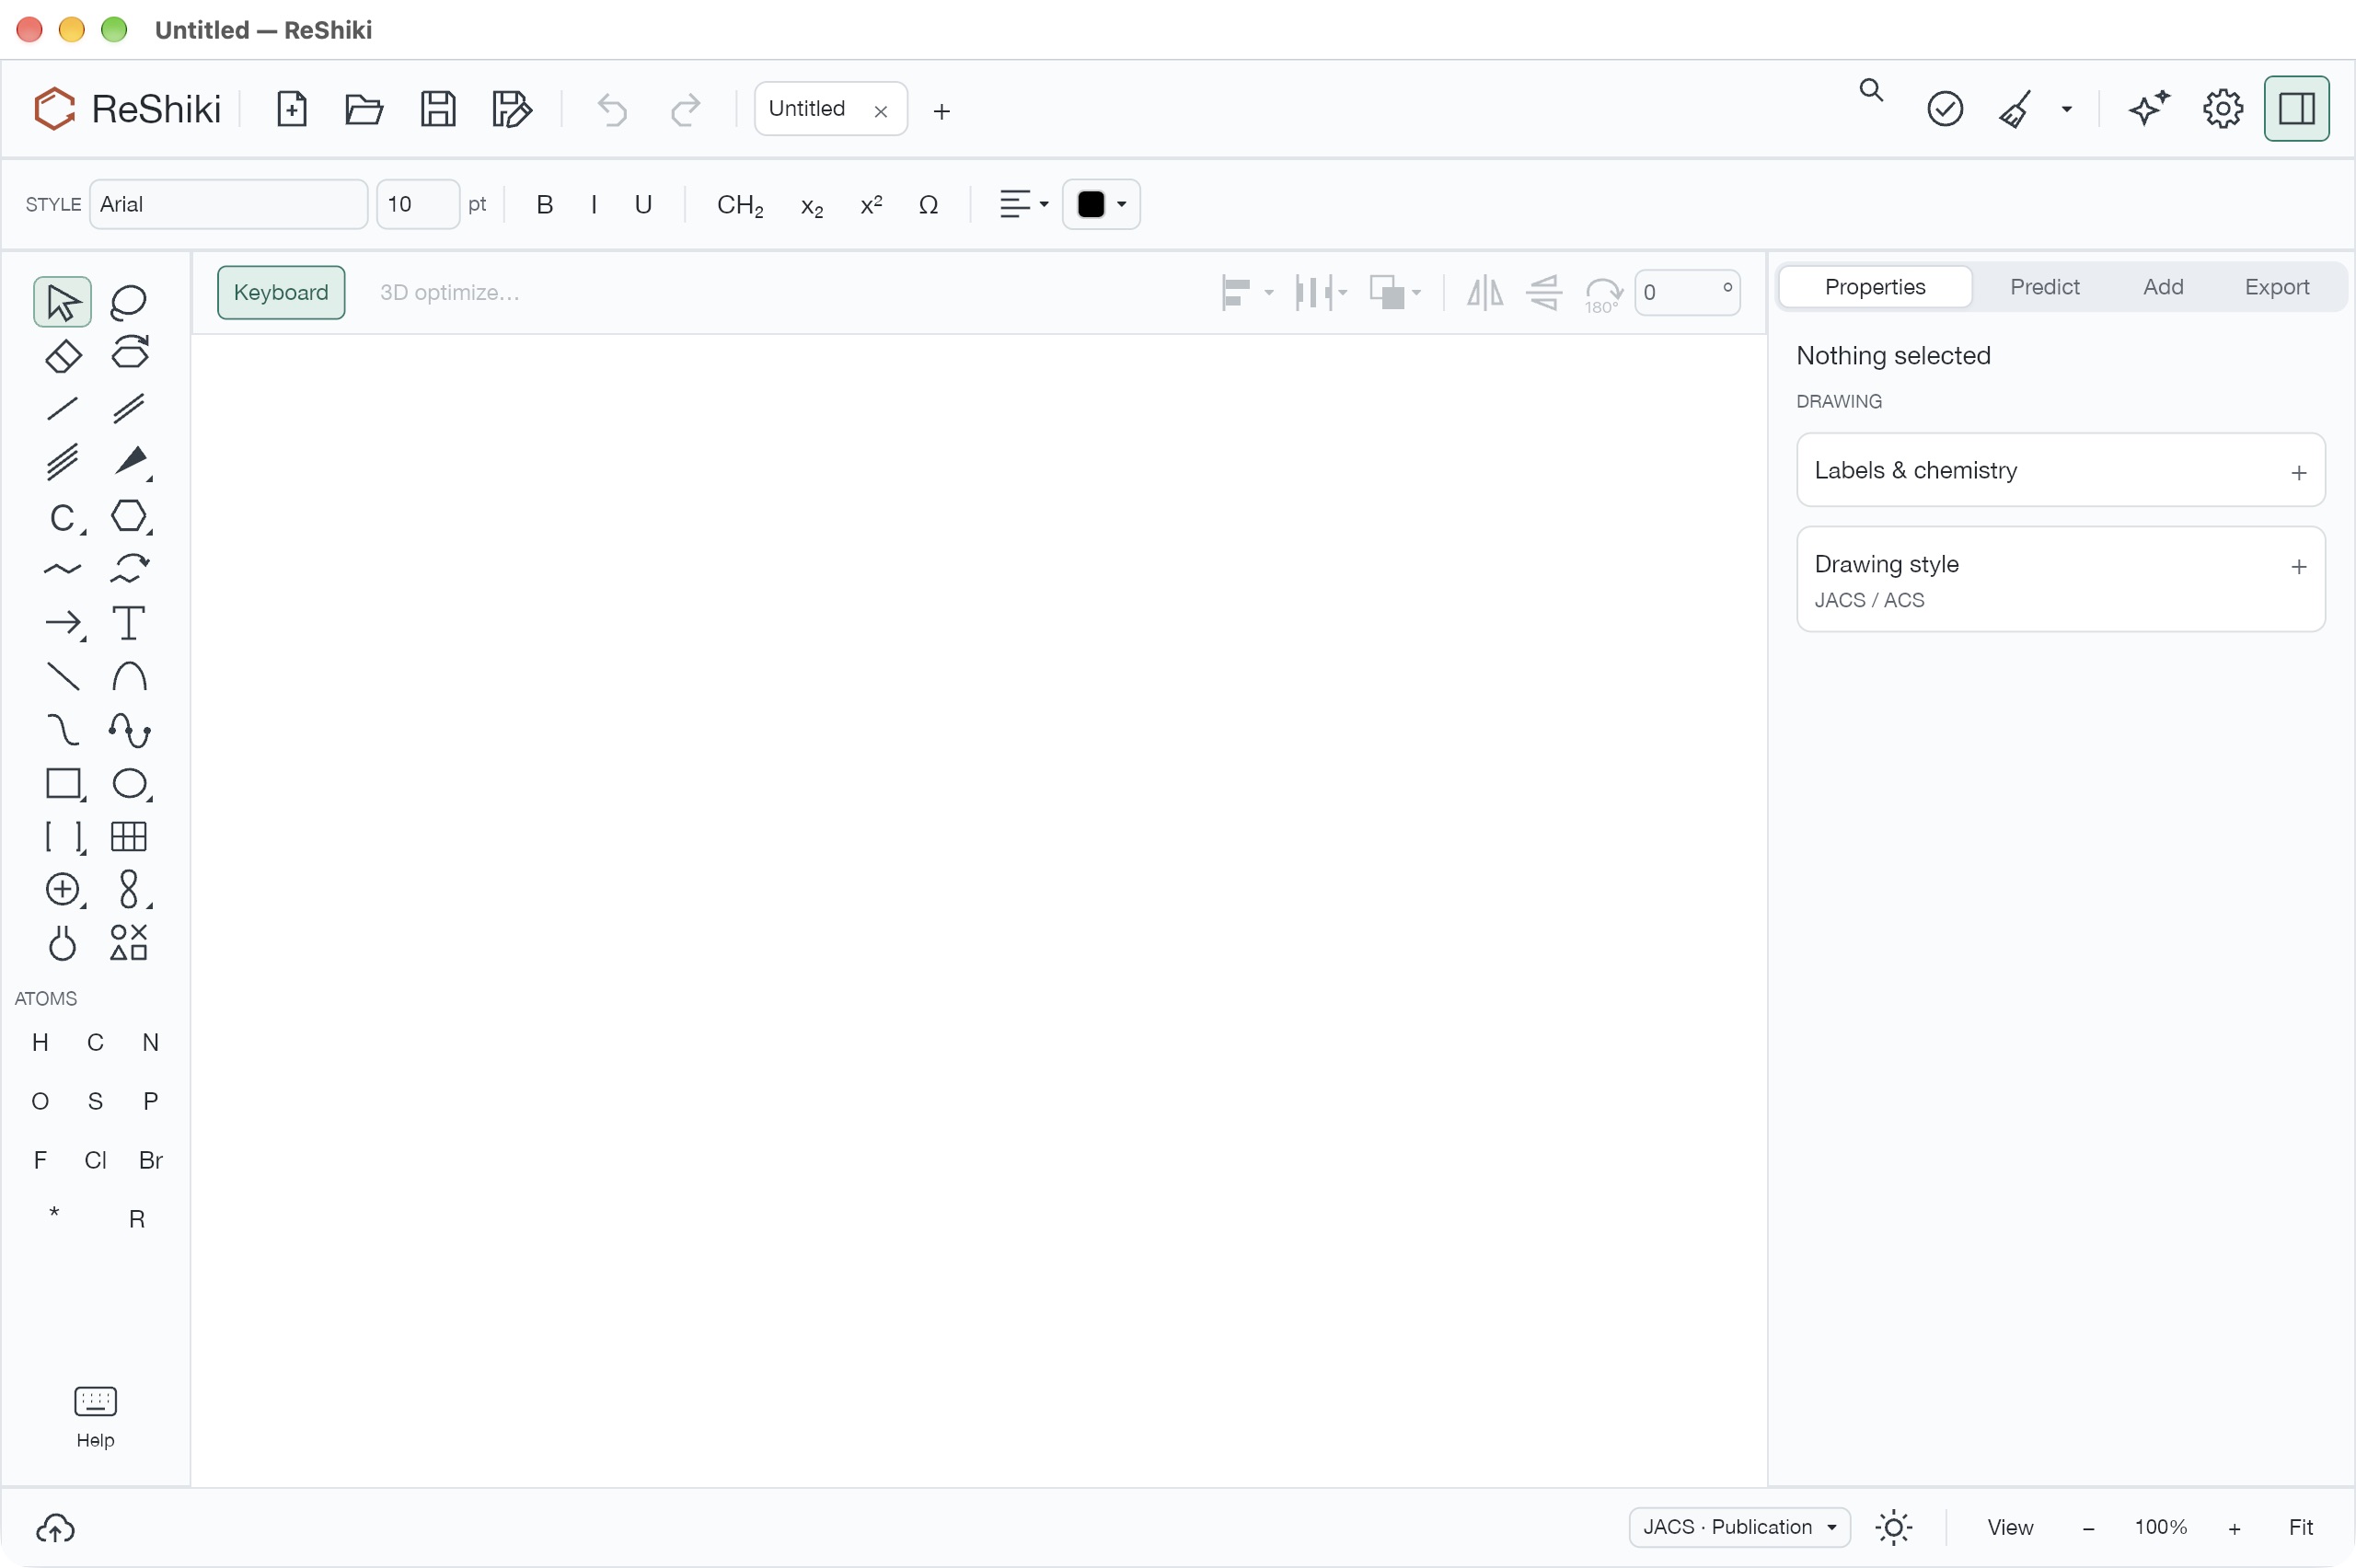 Untitled — ReShiki
ReShiki
Untitled × +
STYLE Arial 10 pt B I U CH₂ x₂ x² Ω
Keyboard 3D optimize... 180° 0 °
Properties Predict Add Export
Nothing selected
DRAWING
Labels & chemistry +
Drawing style +
JACS / ACS
C
T
ATOMS
H C N
O S P
F Cl Br
* R
Help
JACS · Publication View − 100% + Fit